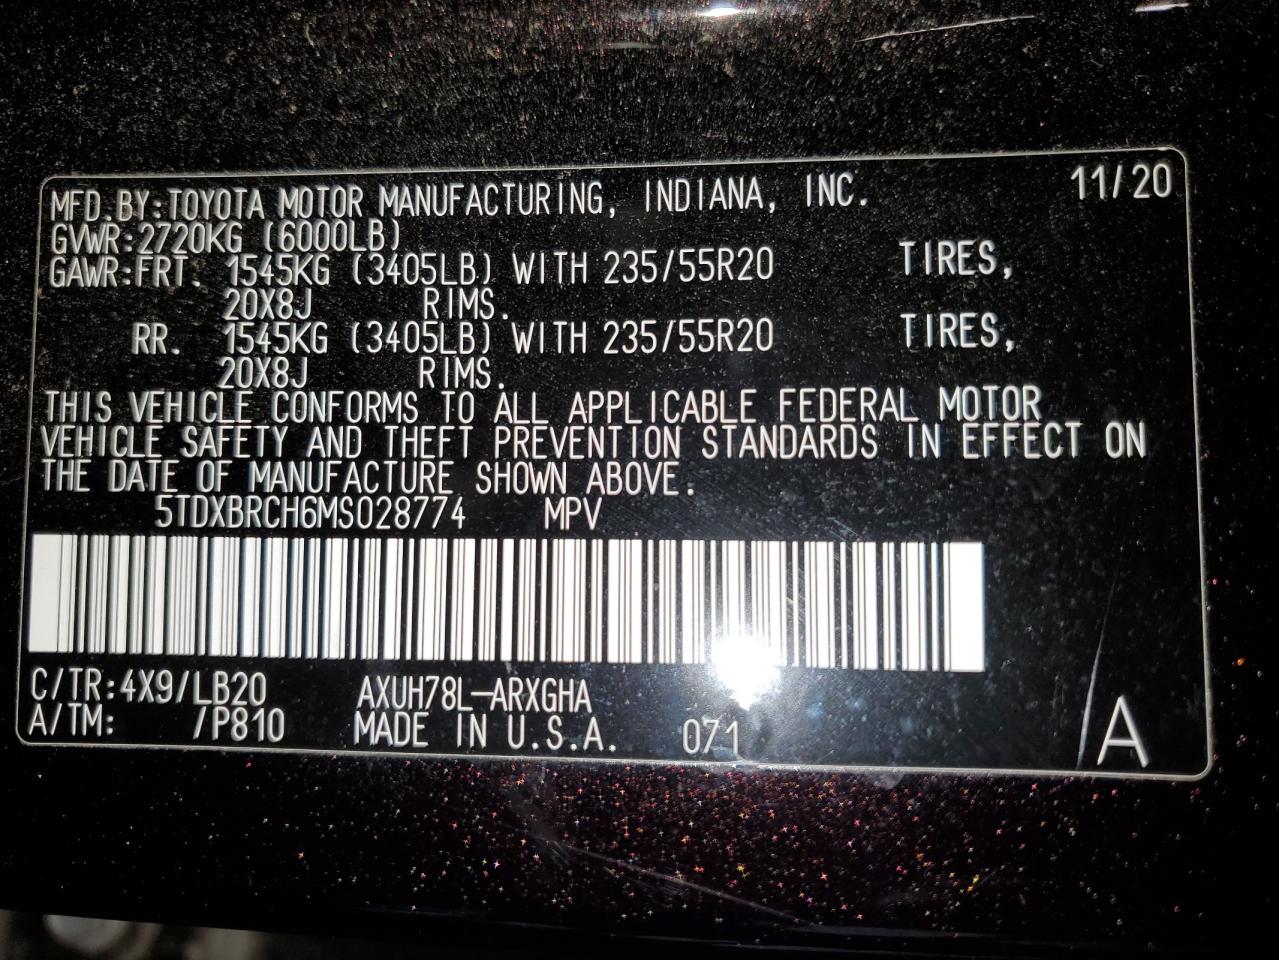 11/20
MFD.BY:TOYOTA MOTOR MANUFACTURING, INDIANA, INC.
GVWR:2720KG (6000LB)
GAWR:FRT. 1545KG (3405LB) WITH 235/55R20 TIRES,
20X8J RIMS.
RR. 1545KG (3405LB) WITH 235/55R20 TIRES,
20X8J RIMS.
THIS VEHICLE CONFORMS TO ALL APPLICABLE FEDERAL MOTOR
VEHICLE SAFETY AND THEFT PREVENTION STANDARDS IN EFFECT ON
THE DATE OF MANUFACTURE SHOWN ABOVE.
5TDXBRCH6MS028774 MPV
C/TR:4X9/LB20 AXUH78L-ARXGHA
A/TM: /P810 MADE IN U.S.A. 071
A